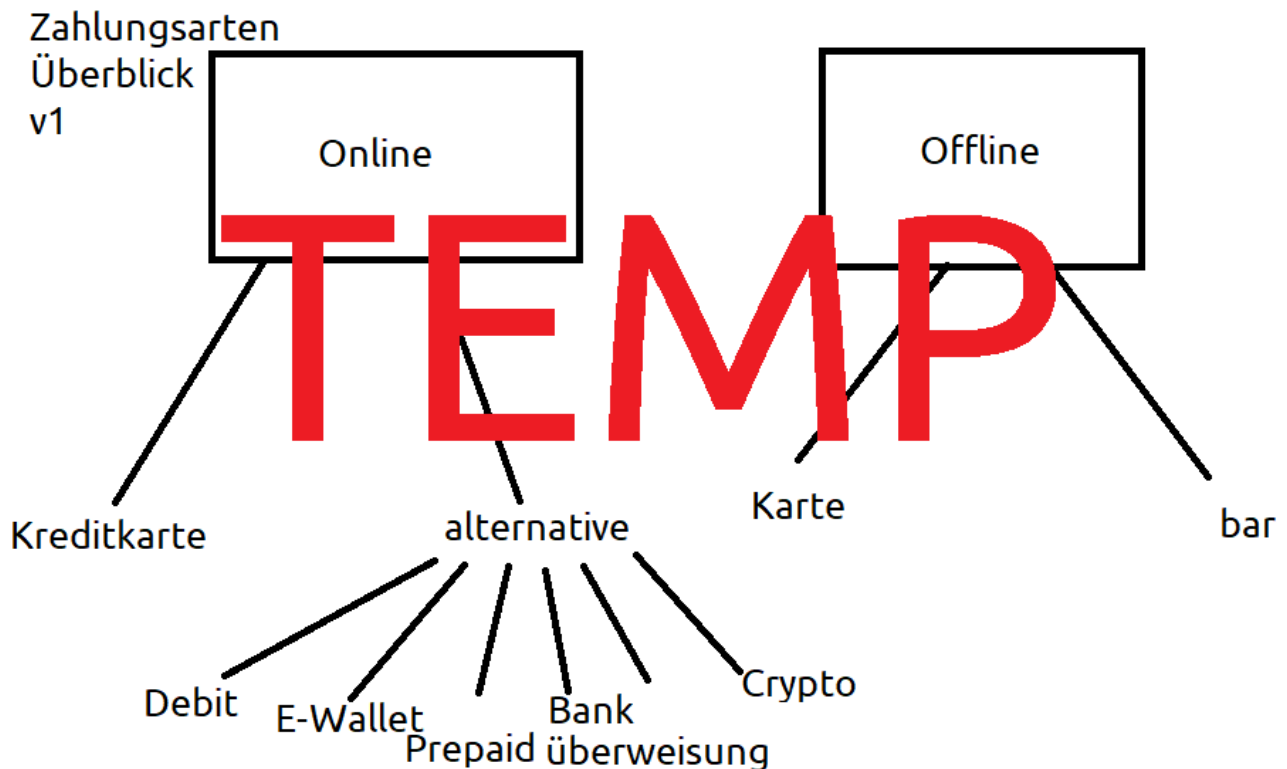 Zahlungsarten
Überblick
v1
Online
Offline
TEMP
Kreditkarte
alternative
Karte
bar
Debit
E-Wallet
Prepaid
Bank
überweisung
Crypto